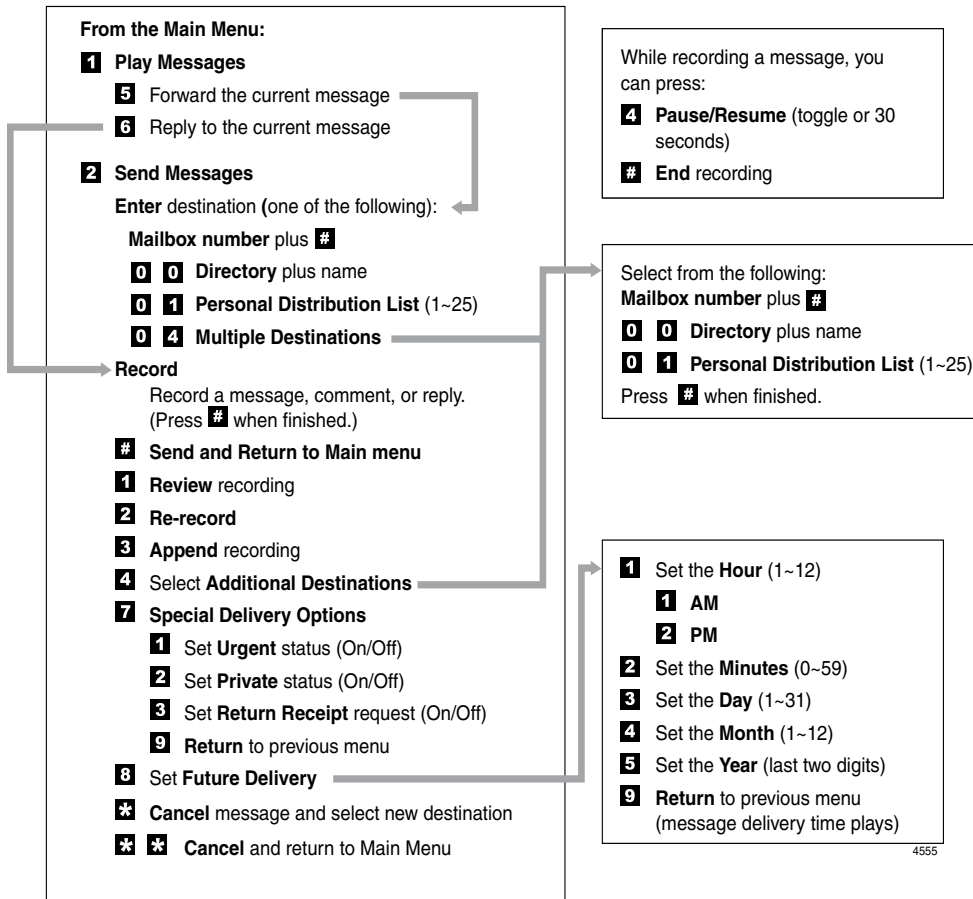 From the Main Menu:
1 Play Messages
5 Forward the current message
6 Reply to the current message
2 Send Messages
Enter destination (one of the following):
Mailbox number plus #
0 0 Directory plus name
0 1 Personal Distribution List (1~25)
0 4 Multiple Destinations
Record
Record a message, comment, or reply.
(Press # when finished.)
# Send and Return to Main menu
1 Review recording
2 Re-record
3 Append recording
4 Select Additional Destinations
7 Special Delivery Options
1 Set Urgent status (On/Off)
2 Set Private status (On/Off)
3 Set Return Receipt request (On/Off)
9 Return to previous menu
8 Set Future Delivery
* Cancel message and select new destination
* * Cancel and return to Main Menu
While recording a message, you
can press:
4 Pause/Resume (toggle or 30
seconds)
# End recording
Select from the following:
Mailbox number plus #
0 0 Directory plus name
0 1 Personal Distribution List (1~25)
Press # when finished.
1 Set the Hour (1~12)
1 AM
2 PM
2 Set the Minutes (0~59)
3 Set the Day (1~31)
4 Set the Month (1~12)
5 Set the Year (last two digits)
9 Return to previous menu
(message delivery time plays)
4555